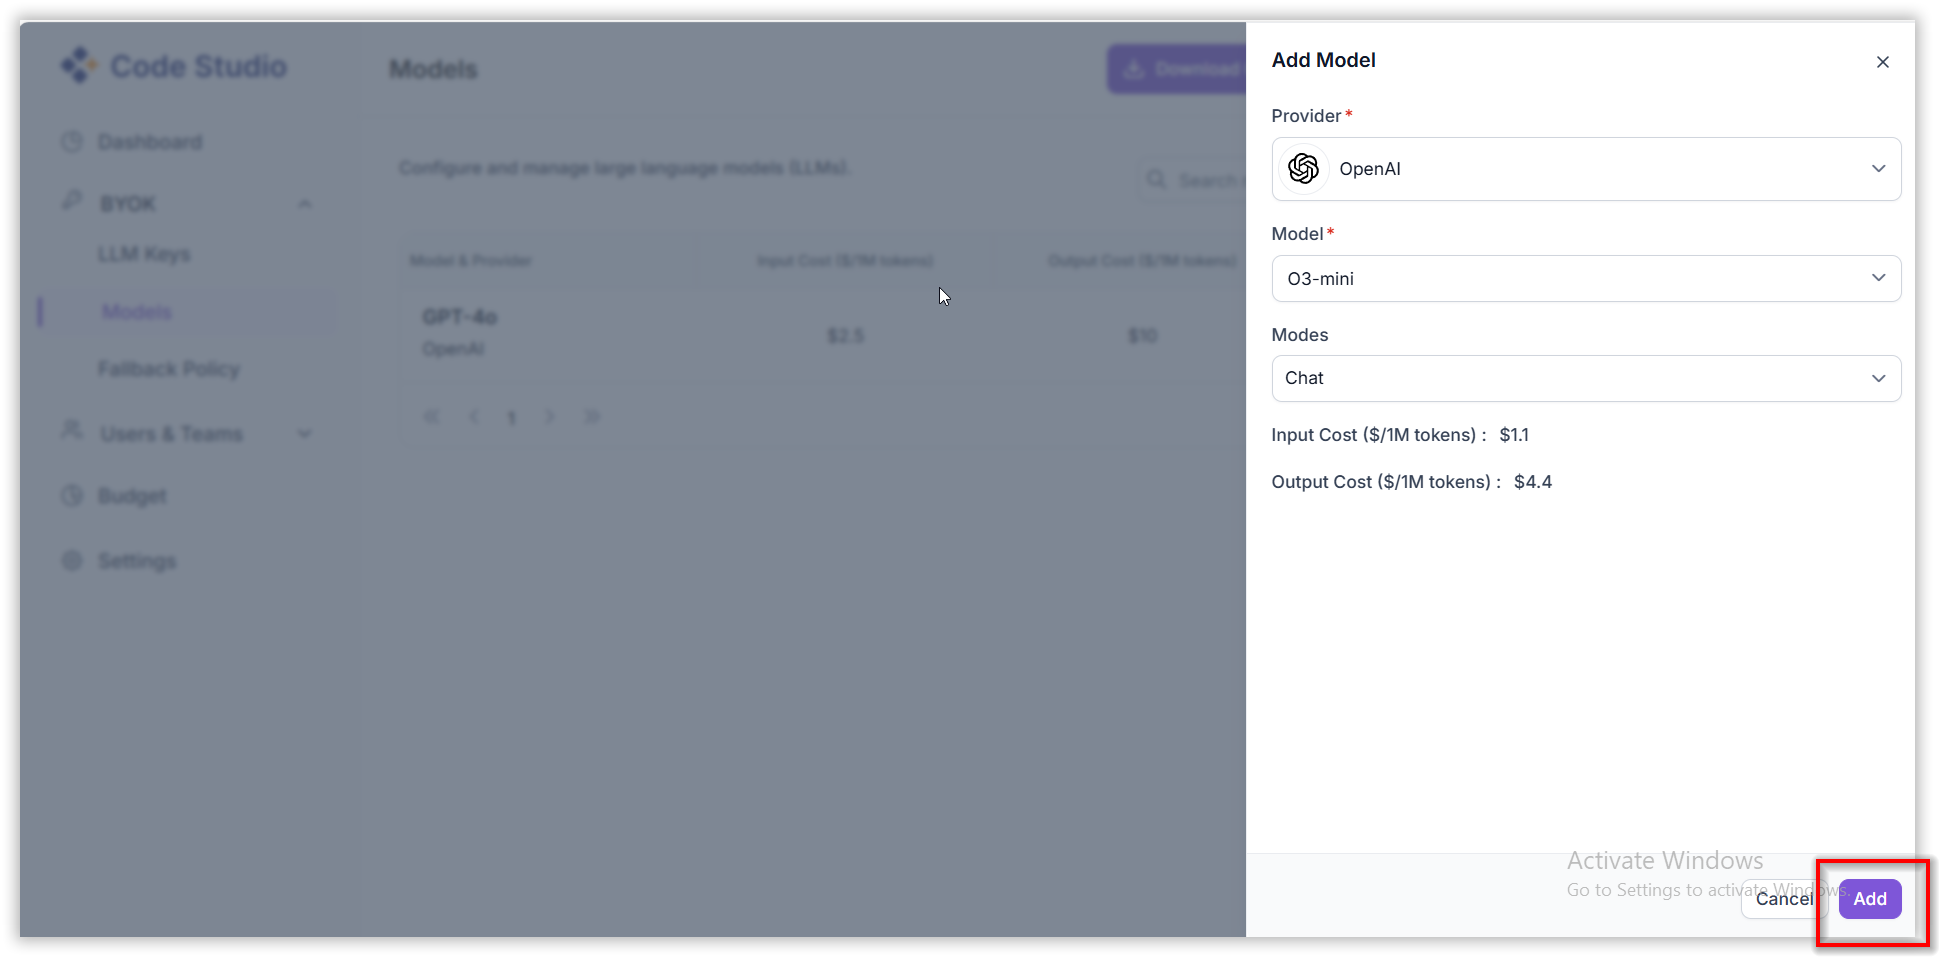 Code Studio
Dashboard
BYOK
LLM Keys
Models
Fallback Policy
Users & Teams
Budget
Settings
Models
Download
Configure and manage large language models (LLMs).
Search
Model & Provider Input Cost ($/1M tokens) Output Cost ($/1M tokens)
GPT-4o
OpenAI
$2.5 $10
1
Add Model
Provider*
OpenAI
Model*
O3-mini
Modes
Chat
Input Cost ($/1M tokens) : $1.1
Output Cost ($/1M tokens) : $4.4
Activate Windows
Go to Settings to activate Windows.
Cancel
Add